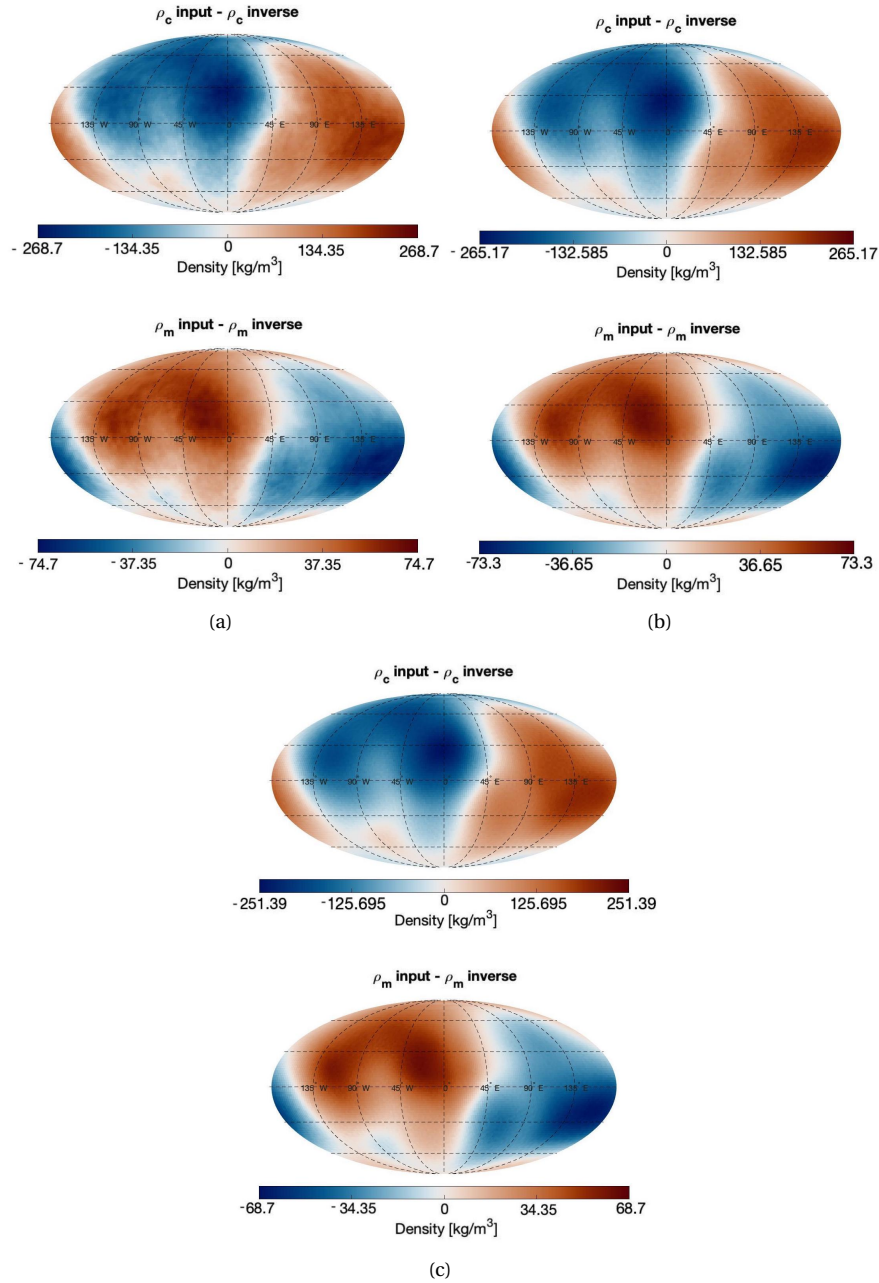 ρc input - ρc inverse
135 W 90 W 45 W 0 45 E 90 E 135 E
- 268.7 -134.35 0 134.35 268.7
Density [kg/m³]
ρm input - ρm inverse
135 W 90 W 45 W 0 45 E 90 E 135 E
- 74.7 - 37.35 0 37.35 74.7
Density [kg/m³]
(a)
ρc input - ρc inverse
135 W 90 W 45 W 0 45 E 90 E 135 E
- 265.17 -132.585 0 132.585 265.17
Density [kg/m³]
ρm input - ρm inverse
135 W 90 W 45 W 0 45 E 90 E 135 E
-73.3 -36.65 0 36.65 73.3
Density [kg/m³]
(b)
ρc input - ρc inverse
135 W 90 W 45 W 0 45 E 90 E 135 E
-251.39 -125.695 0 125.695 251.39
Density [kg/m³]
ρm input - ρm inverse
135 W 90 W 45 W 0 45 E 90 E 135 E
-68.7 -34.35 0 34.35 68.7
Density [kg/m³]
(c)